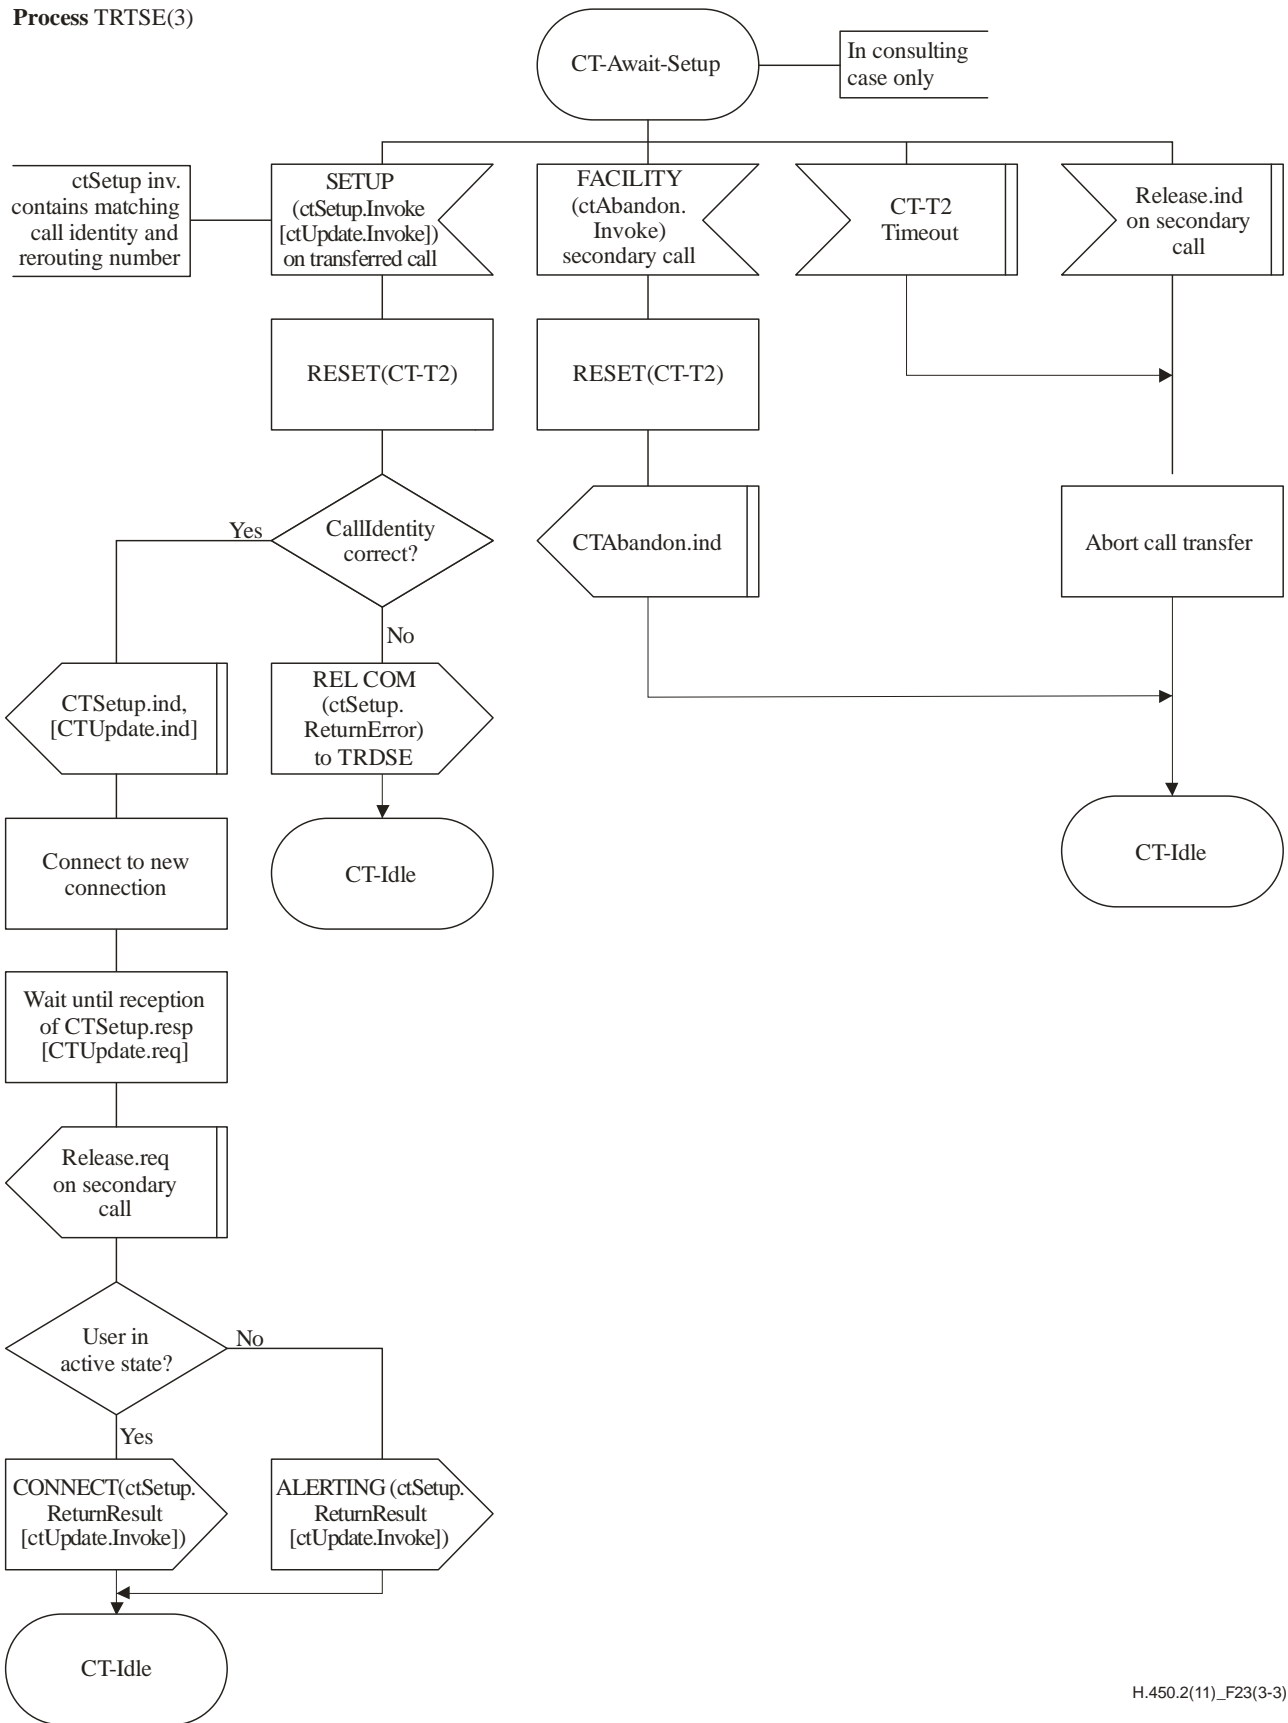 Process TRTSE(3)
CT-Await-Setup
In consulting
case only
ctSetup inv.
contains matching
call identity and
rerouting number
SETUP
(ctSetup.Invoke
[ctUpdate.Invoke])
on transferred call
FACILITY
(ctAbandon.
Invoke)
secondary call
CT-T2
Timeout
Release.ind
on secondary
call
RESET(CT-T2)
RESET(CT-T2)
Yes
CallIdentity
correct?
No
CTAbandon.ind
Abort call transfer
CTSetup.ind,
[CTUpdate.ind]
REL COM
(ctSetup.
ReturnError)
to TRDSE
Connect to new
connection
CT-Idle
CT-Idle
Wait until reception
of CTSetup.resp
[CTUpdate.req]
Release.req
on secondary
call
User in
active state?
No
Yes
CONNECT(ctSetup.
ReturnResult
[ctUpdate.Invoke])
ALERTING (ctSetup.
ReturnResult
[ctUpdate.Invoke])
CT-Idle
H.450.2(11)_F23(3-3)